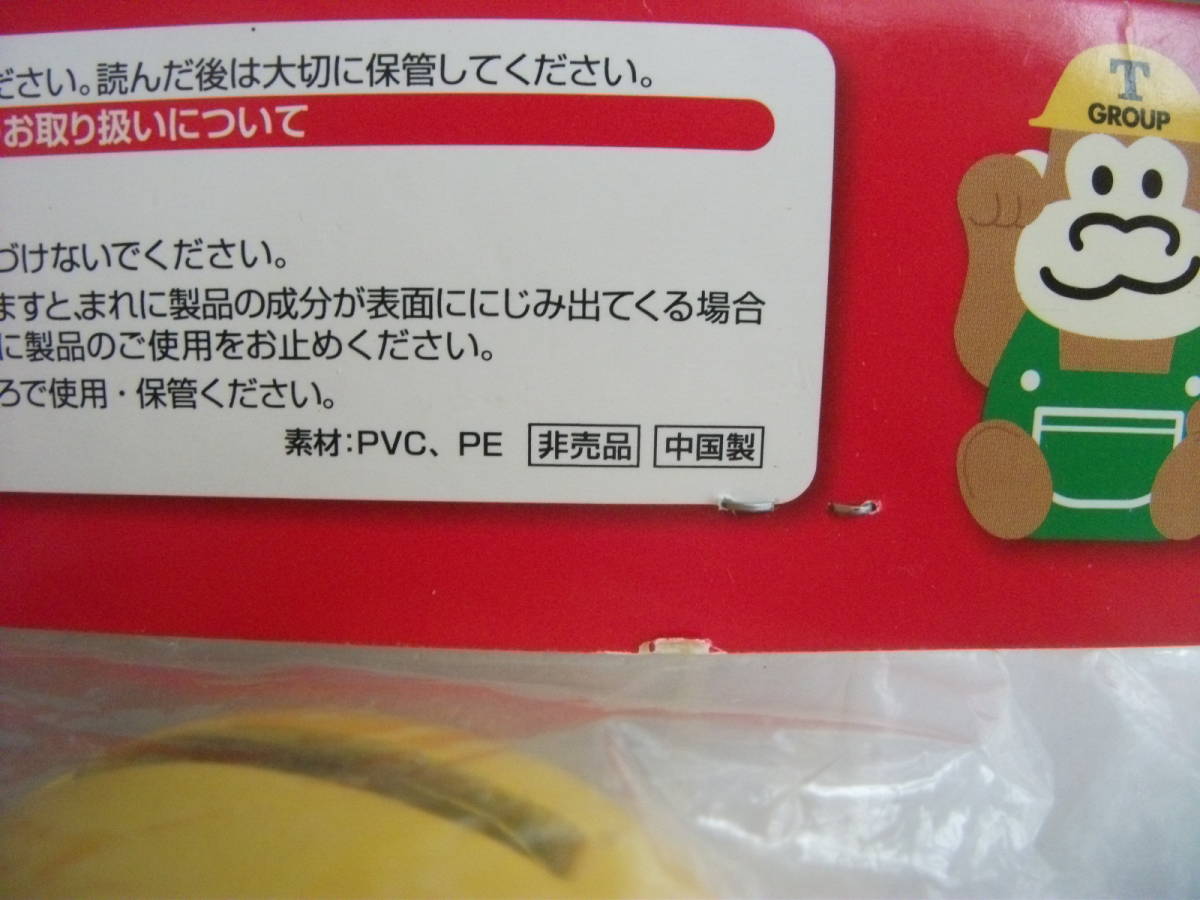 ださい。読んだ後は大切に保管してください。
お取り扱いについて
づけないでください。
ますと、まれに製品の成分が表面ににじみ出てくる場合
に製品のご使用をお止めください。
ろで使用・保管ください。
素材:PVC、PE 非売品 中国製
T
GROUP